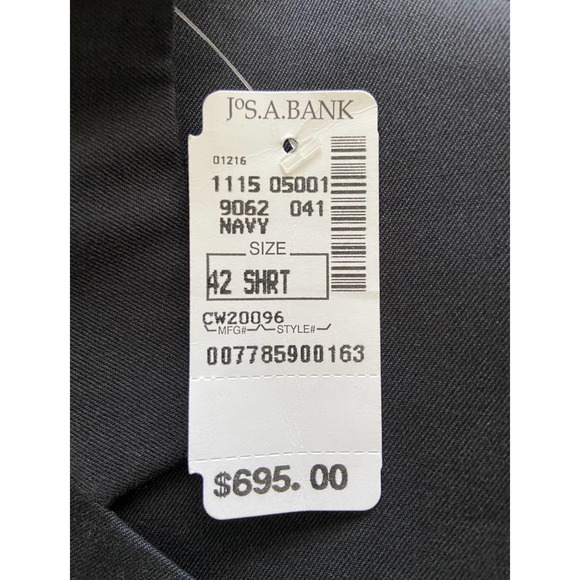 JoS.A.BANK
01216
1115 05001
9062 041
NAVY
SIZE
42 SHRT
CW20096
MFG# STYLE#
007785900163
$695.00